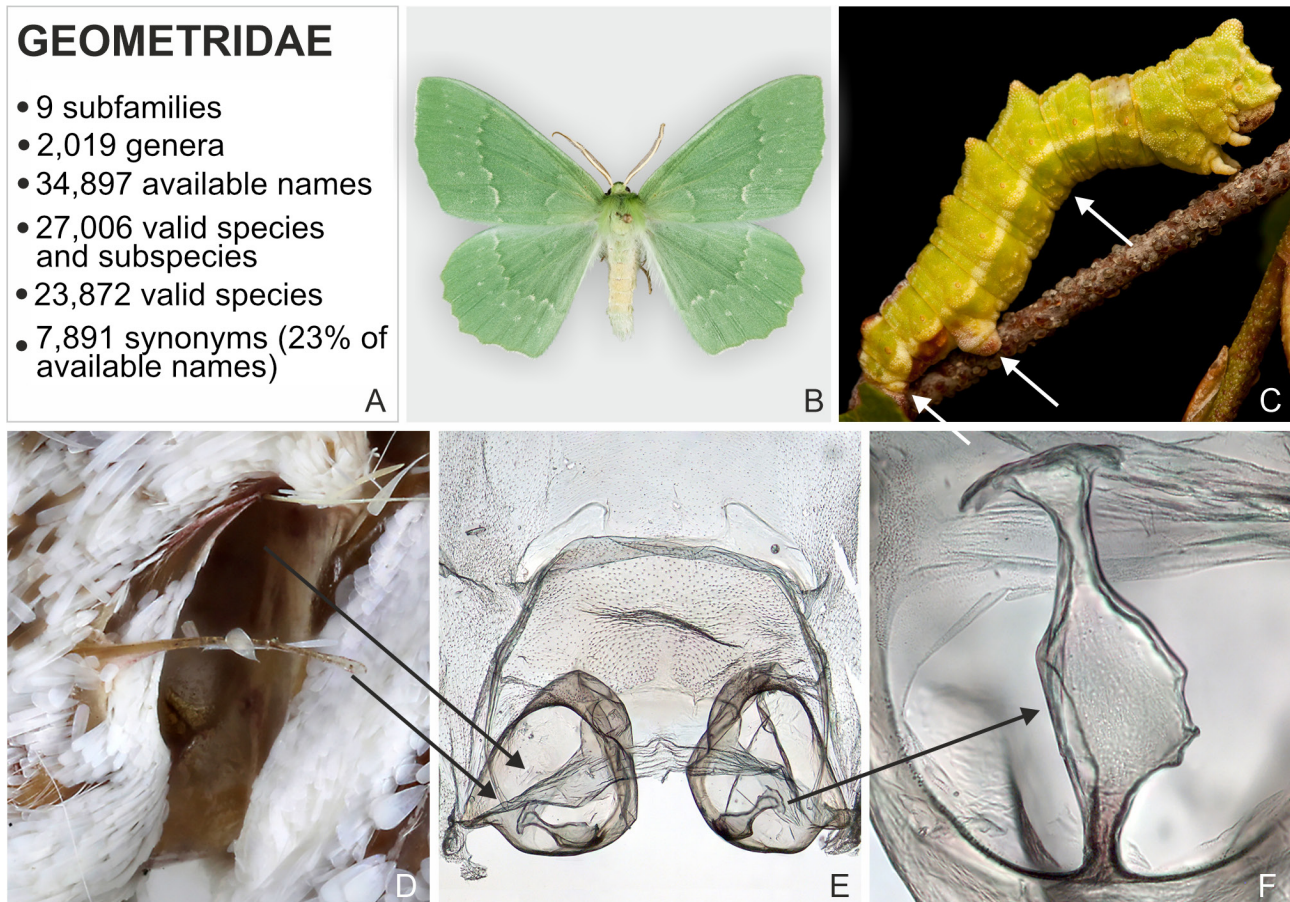 GEOMETRIDAE
• 9 subfamilies
• 2,019 genera
• 34,897 available names
• 27,006 valid species
and subspecies
• 23,872 valid species
• 7,891 synonyms (23% of
available names)
A
B
C
D
E
F